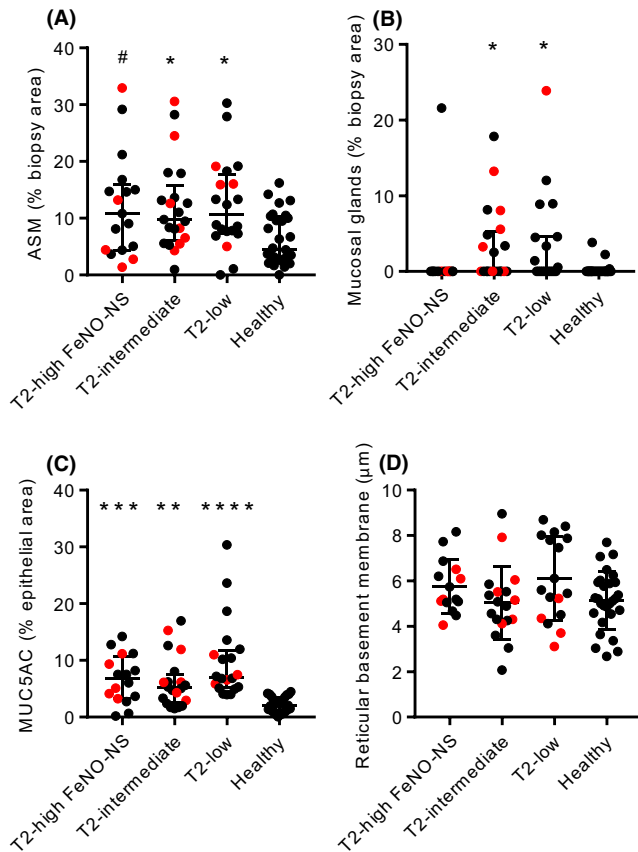 (A)
ASM (% biopsy area)
40
30
20
10
0
# * *
T2-high FeNO-NS
T2-intermediate
T2-low
Healthy
(B)
Mucosal glands (% biopsy area)
30
20
10
0
* *
T2-high FeNO-NS
T2-intermediate
T2-low
Healthy
(C)
MUC5AC (% epithelial area)
40
30
20
10
0
*** ** ****
T2-high FeNO-NS
T2-intermediate
T2-low
Healthy
(D)
Reticular basement membrane (µm)
10
8
6
4
2
0
T2-high FeNO-NS
T2-intermediate
T2-low
Healthy